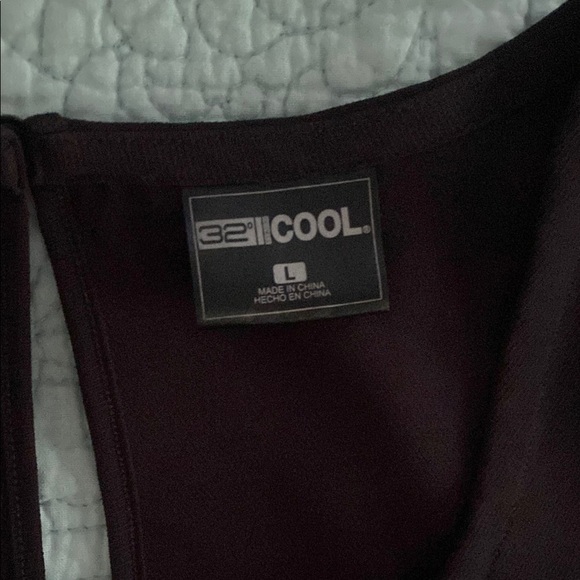 32° COOL®
L
MADE IN CHINA
HECHO EN CHINA